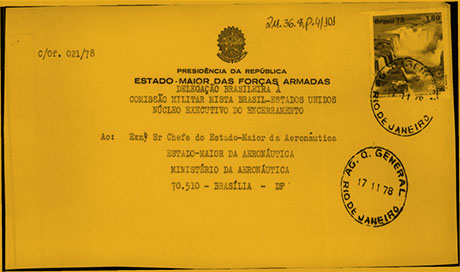 2U.36.8,P.4/101
C/Of. 021/78
Brasil 78 1,80
PRESIDÊNCIA DA REPÚBLICA
ESTADO-MAIOR DAS FORÇAS ARMADAS
DELEGAÇÃO BRASILEIRA À
COMISSÃO MILITAR MISTA BRASIL-ESTADOS UNIDOS
NÚCLEO EXECUTIVO DO ENCERRAMENTO
RIO DE JANEIRO
Ao: Exmº Sr Chefe do Estado-Maior da Aeronáutica
ESTADO-MAIOR DA AERONÁUTICA
MINISTÉRIO DA AERONÁUTICA
70.510 - BRASÍLIA - DF
AG. Q. GENERAL
17 11 78
RIO DE JANEIRO